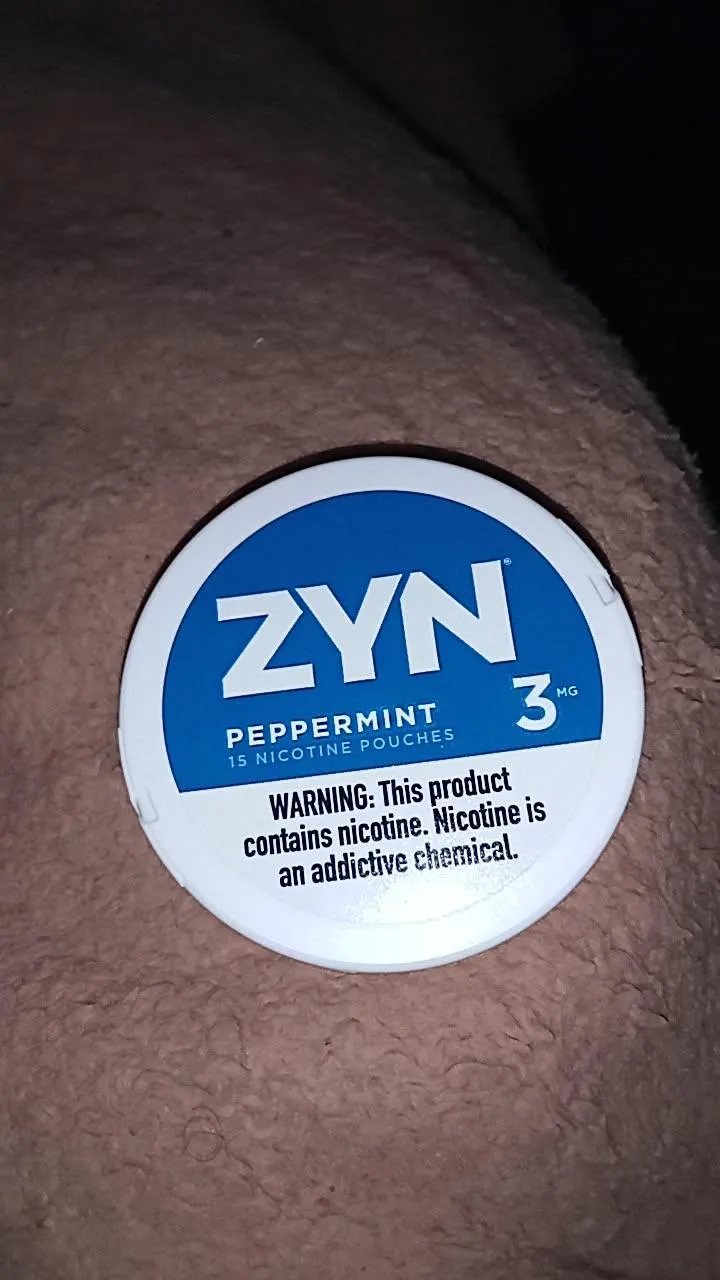 ZYN®
PEPPERMINT
15 NICOTINE POUCHES
3 MG
WARNING: This product
contains nicotine. Nicotine is
an addictive chemical.